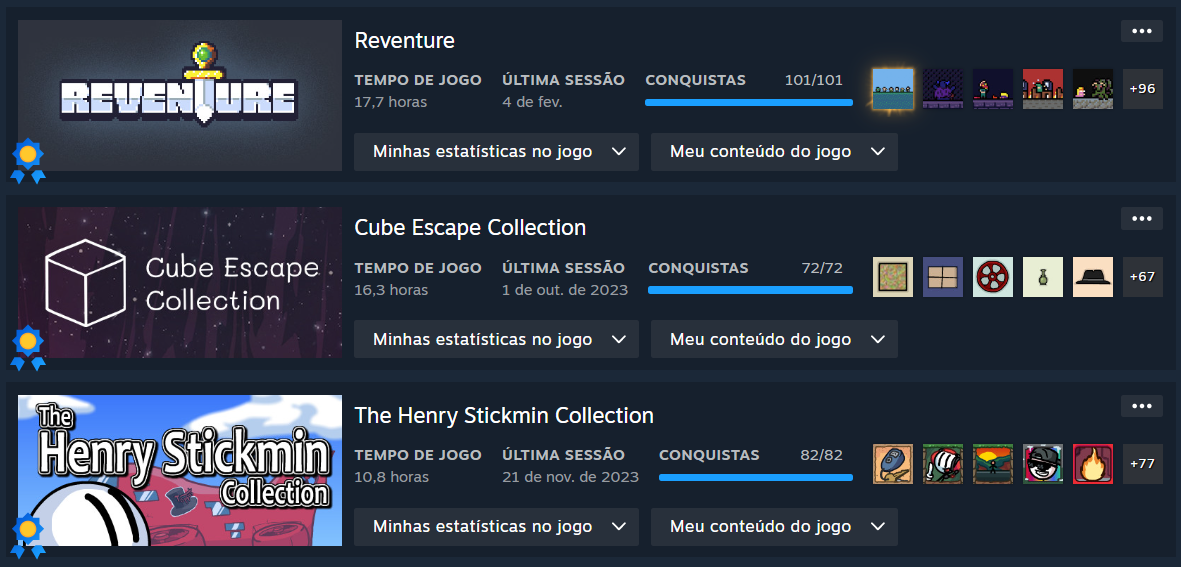 REVENTURE
Reventure
TEMPO DE JOGO ÚLTIMA SESSÃO CONQUISTAS 101/101
17,7 horas 4 de fev.
+96
Minhas estatísticas no jogo Meu conteúdo do jogo
Cube Escape
Collection
Cube Escape Collection
TEMPO DE JOGO ÚLTIMA SESSÃO CONQUISTAS 72/72
16,3 horas 1 de out. de 2023
+67
Minhas estatísticas no jogo Meu conteúdo do jogo
The
Henry Stickmin
Collection
The Henry Stickmin Collection
TEMPO DE JOGO ÚLTIMA SESSÃO CONQUISTAS 82/82
10,8 horas 21 de nov. de 2023
+77
Minhas estatísticas no jogo Meu conteúdo do jogo